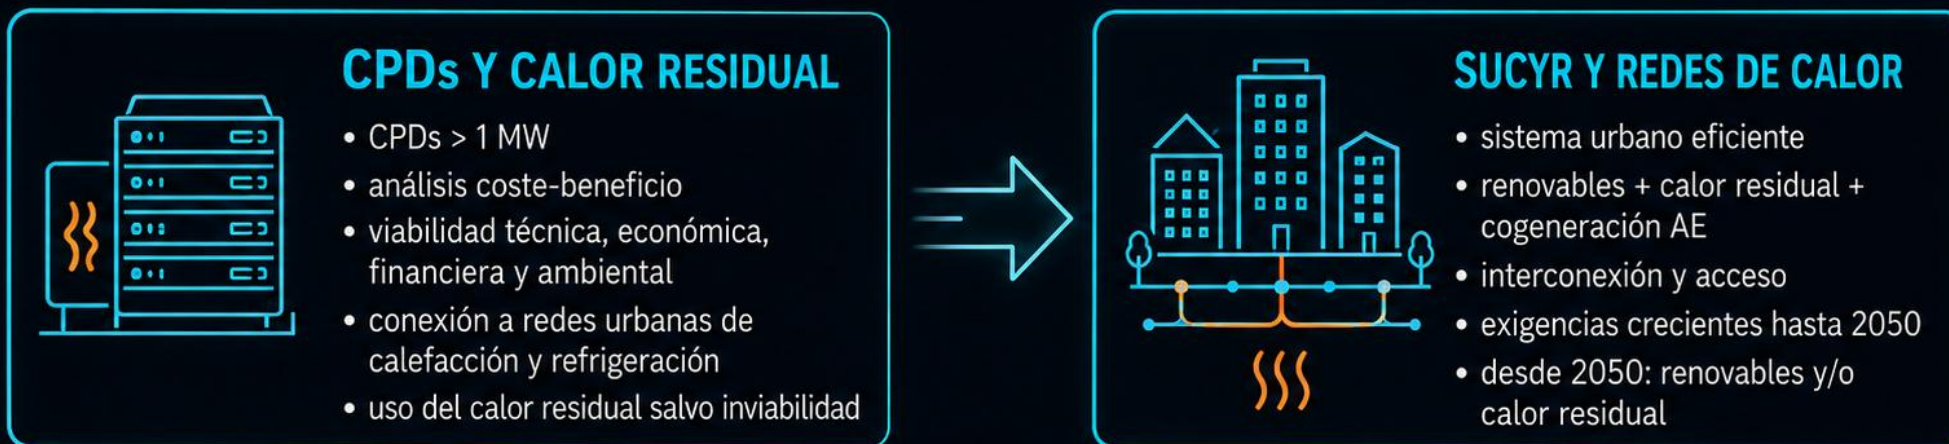 CPDs Y CALOR RESIDUAL
• CPDs > 1 MW
• análisis coste-beneficio
• viabilidad técnica, económica,
financiera y ambiental
• conexión a redes urbanas de
calefacción y refrigeración
• uso del calor residual salvo inviabilidad
SUCYR Y REDES DE CALOR
• sistema urbano eficiente
• renovables + calor residual +
cogeneración AE
• interconexión y acceso
• exigencias crecientes hasta 2050
• desde 2050: renovables y/o
calor residual